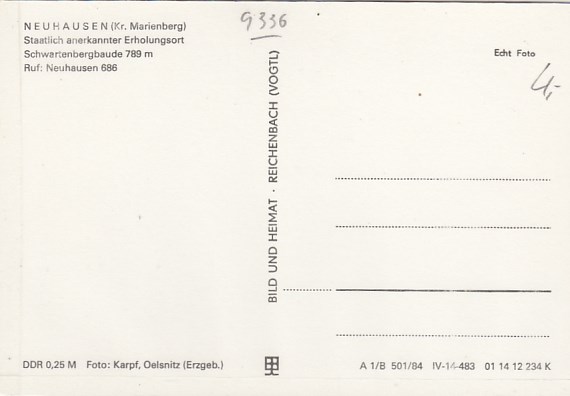 9336
NEUHAUSEN (Kr. Marienberg)
Staatlich anerkannter Erholungsort
Schwartenbergbaude 789 m
Ruf: Neuhausen 686
Echt Foto
4,-
BILD UND HEIMAT · REICHENBACH (VOGTL)
DDR 0,25 M Foto: Karpf, Oelsnitz (Erzgeb.)
A 1/B 501/84 IV-14-483 01 14 12 234 K